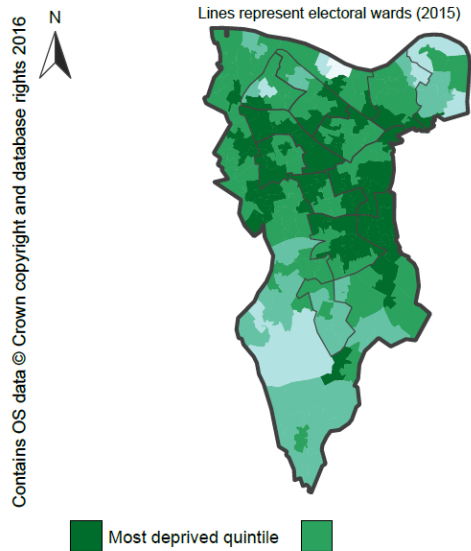 Lines represent electoral wards (2015)
N
Contains OS data © Crown copyright and database rights 2016
Most deprived quintile